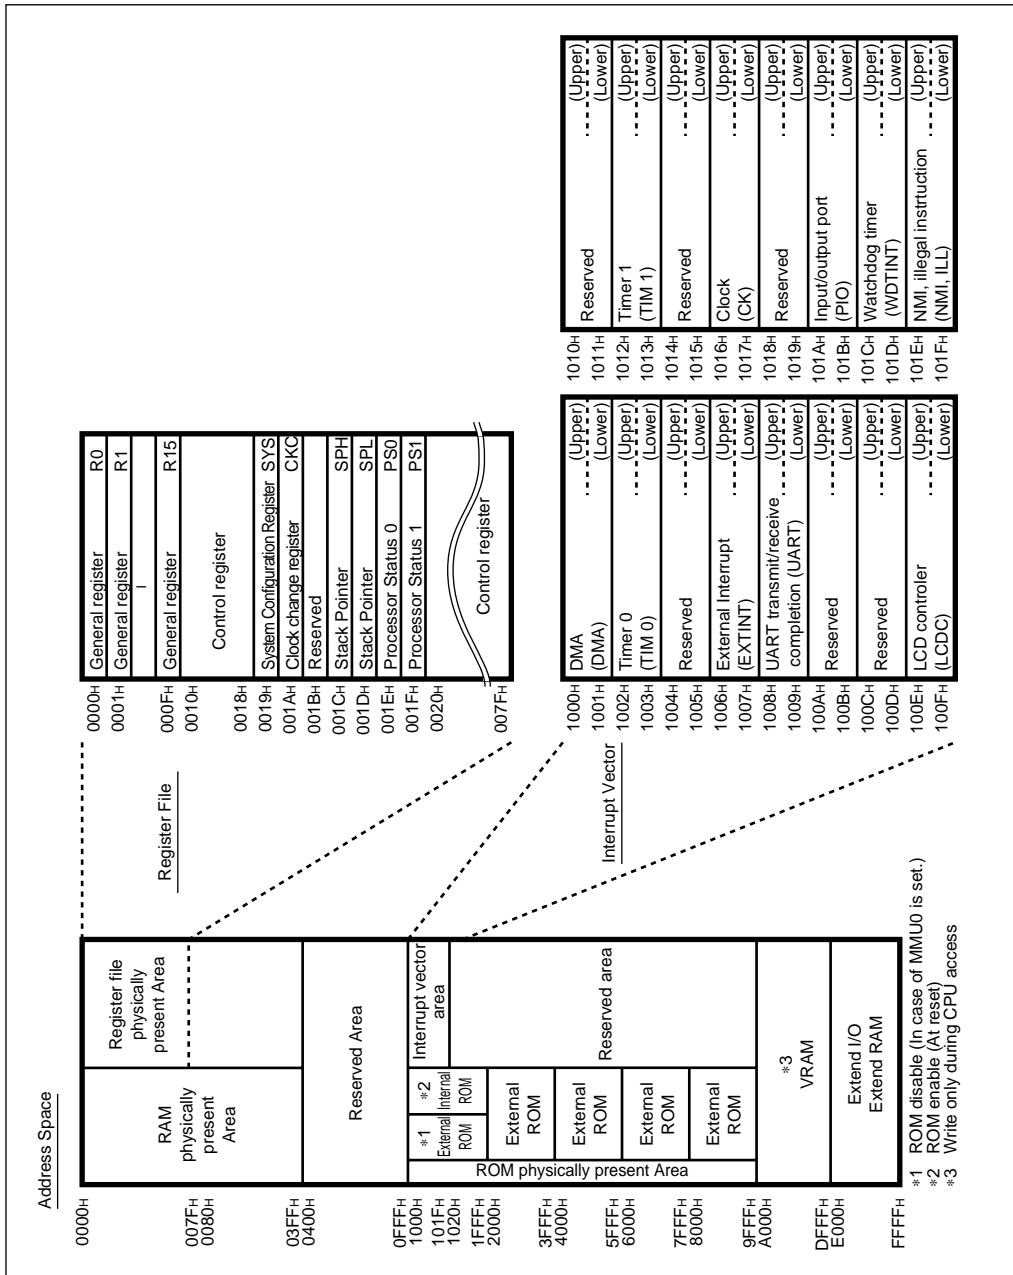 Address Space
0000H
007FH
0080H
03FFH
0400H
0FFFH
1000H
101FH
1020H
1FFFH
2000H
3FFFH
4000H
5FFFH
6000H
7FFFH
8000H
9FFFH
A000H
DFFFH
E000H
FFFFH
RAM
physically
present
Area
Register file
physically
present Area
Reserved Area
ROM physically present Area
*1
External
ROM
*2
Internal
ROM
Interrupt vector
area
External
ROM
External
ROM
External
ROM
External
ROM
Reserved area
*3
VRAM
Extend I/O
Extend RAM
*1 ROM disable (In case of MMU0 is set.)
*2 ROM enable (At reset)
*3 Write only during CPU access
Register File
0000H General register R0
0001H General register R1
I
000FH General register R15
0010H
Control register
0018H
0019H System Configuration Register SYS
001AH Clock change register CKC
001BH Reserved
001CH Stack Pointer SPH
001DH Stack Pointer SPL
001EH Processor Status 0 PS0
001FH Processor Status 1 PS1
0020H
Control register
007FH
Interrupt Vector
1000H DMA (Upper)
1001H (DMA) (Lower)
1002H Timer 0 (Upper)
1003H (TIM 0) (Lower)
1004H Reserved (Upper)
1005H (Lower)
1006H External Interrupt (Upper)
1007H (EXTINT) (Lower)
1008H UART transmit/receive (Upper)
1009H completion (UART) (Lower)
100AH Reserved (Upper)
100BH (Lower)
100CH Reserved (Upper)
100DH (Lower)
100EH LCD controler (Upper)
100FH (LCDC) (Lower)
1010H Reserved (Upper)
1011H (Lower)
1012H Timer 1 (Upper)
1013H (TIM 1) (Lower)
1014H Reserved (Upper)
1015H (Lower)
1016H Clock (Upper)
1017H (CK) (Lower)
1018H Reserved (Upper)
1019H (Lower)
101AH Input/output port (Upper)
101BH (PIO) (Lower)
101CH Watchdog timer (Upper)
101DH (WDTINT) (Lower)
101EH NMI, illegal instrtuction (Upper)
101FH (NMI, ILL) (Lower)